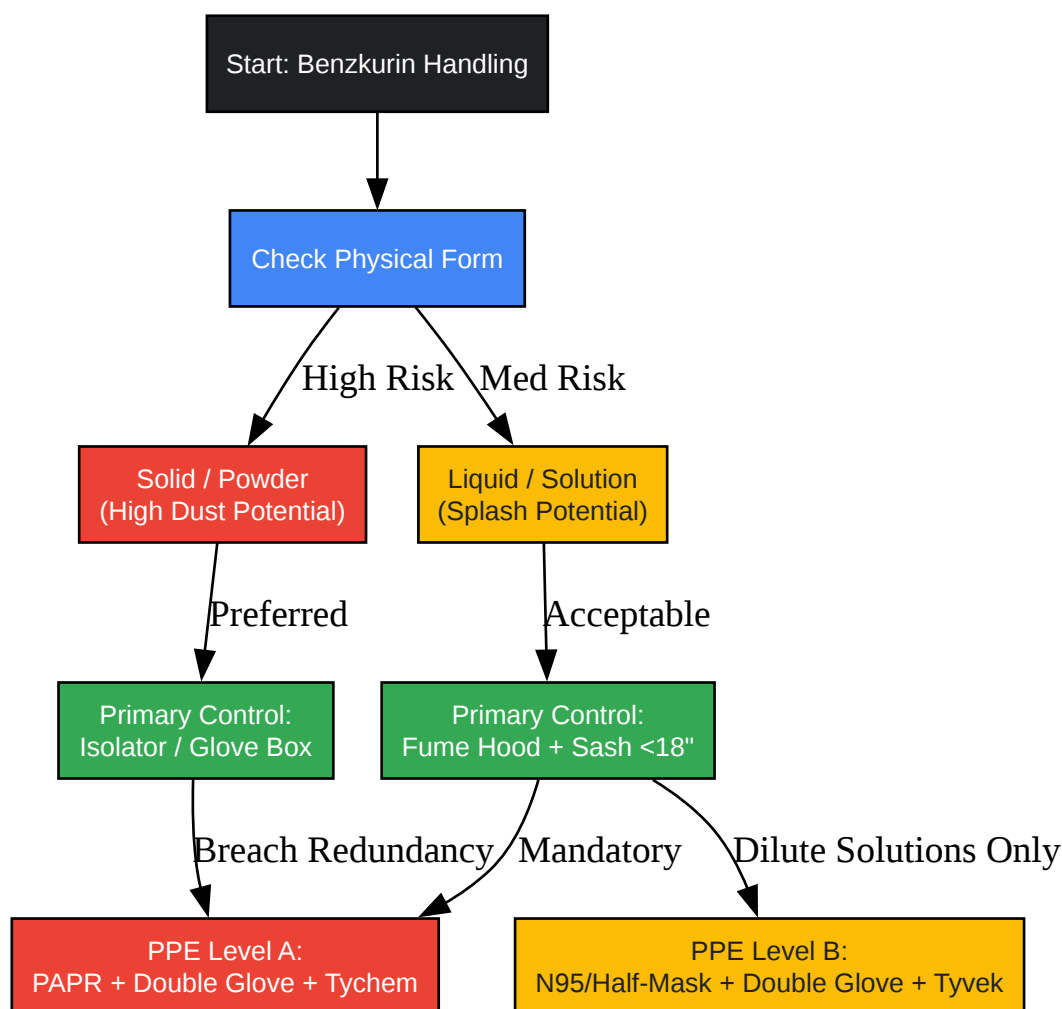 Start: Benzkurin Handling
Check Physical Form
High Risk
Med Risk
Solid / Powder
(High Dust Potential)
Liquid / Solution
(Splash Potential)
Preferred
Acceptable
Primary Control:
Isolator / Glove Box
Primary Control:
Fume Hood + Sash <18"
Breach Redundancy
Mandatory
Dilute Solutions Only
PPE Level A:
PAPR + Double Glove + Tychem
PPE Level B:
N95/Half-Mask + Double Glove + Tyvek